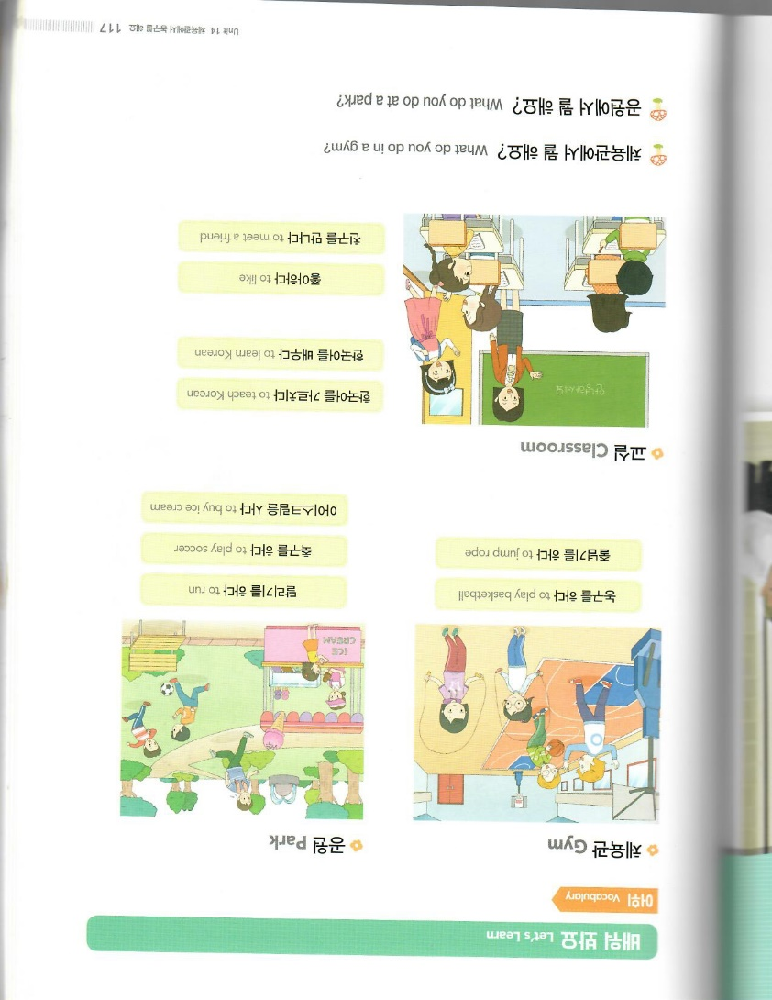 배워 봐요 Let's Learn
어휘 Vocabulary
체육관 Gym
농구를 하다 to play basketball
줄넘기를 하다 to jump rope
공원 Park
ICE
CREAM
달리기를 하다 to run
축구를 하다 to play soccer
아이스크림을 사다 to buy ice cream
교실 Classroom
안녕하세요
한국어를 가르치다 to teach Korean
한국어를 배우다 to learn Korean
좋아하다 to like
친구를 만나다 to meet a friend
체육관에서 뭘 해요? What do you do in a gym?
공원에서 뭘 해요? What do you do at a park?
Unit 14 체육관에서 농구를 해요 117